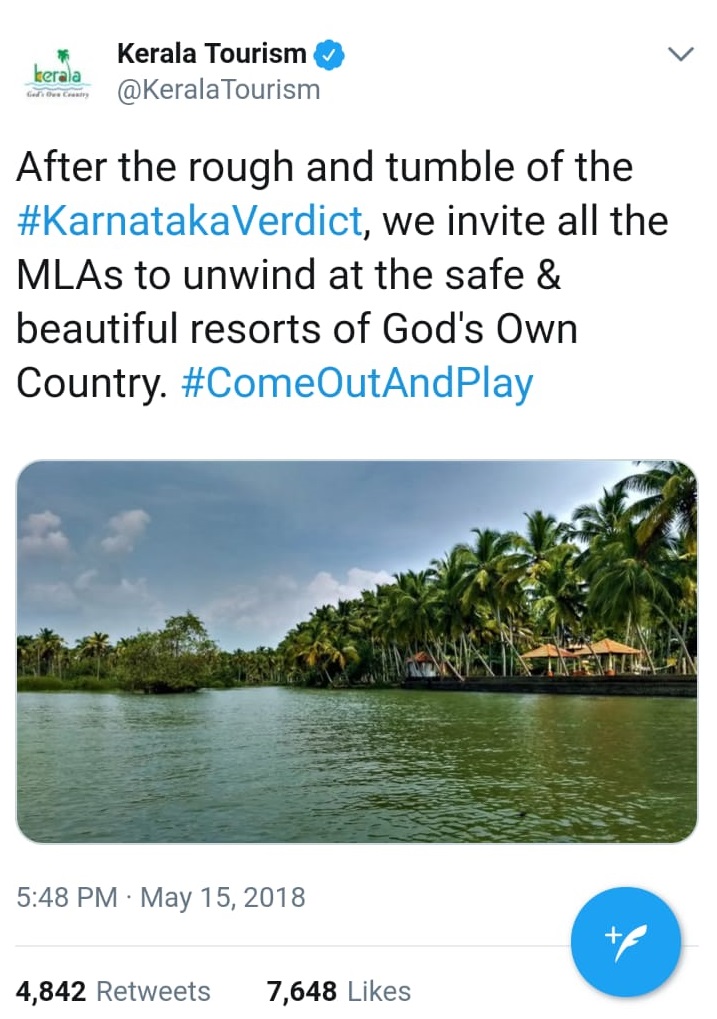 kerala
God's Own Country
Kerala Tourism
@KeralaTourism
After the rough and tumble of the
#KarnatakaVerdict, we invite all the
MLAs to unwind at the safe &
beautiful resorts of God's Own
Country. #ComeOutAndPlay
5:48 PM · May 15, 2018
4,842 Retweets 7,648 Likes